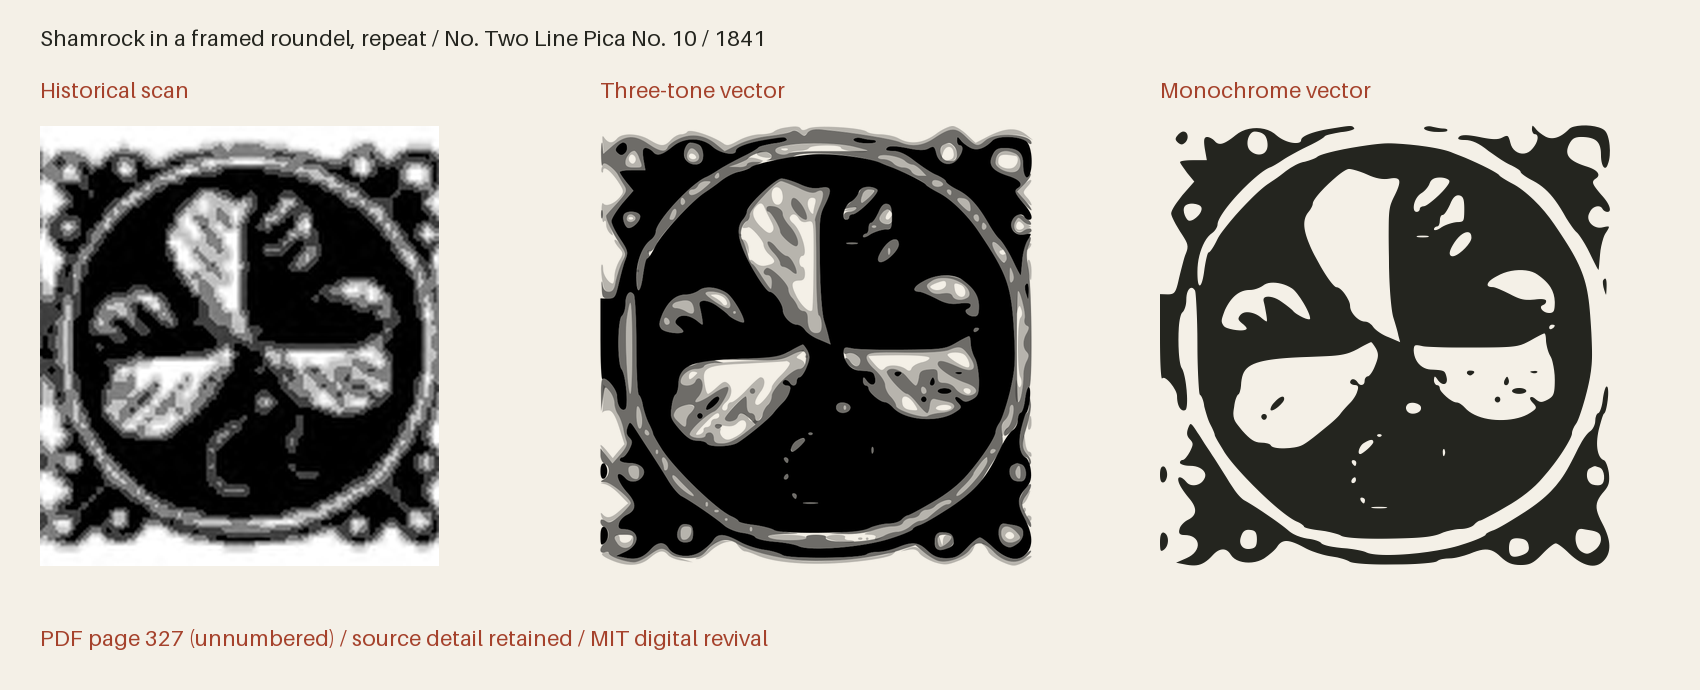 Shamrock in a framed roundel, repeat / No. Two Line Pica No. 10 / 1841
Historical scan
Three-tone vector
Monochrome vector
PDF page 327 (unnumbered) / source detail retained / MIT digital revival